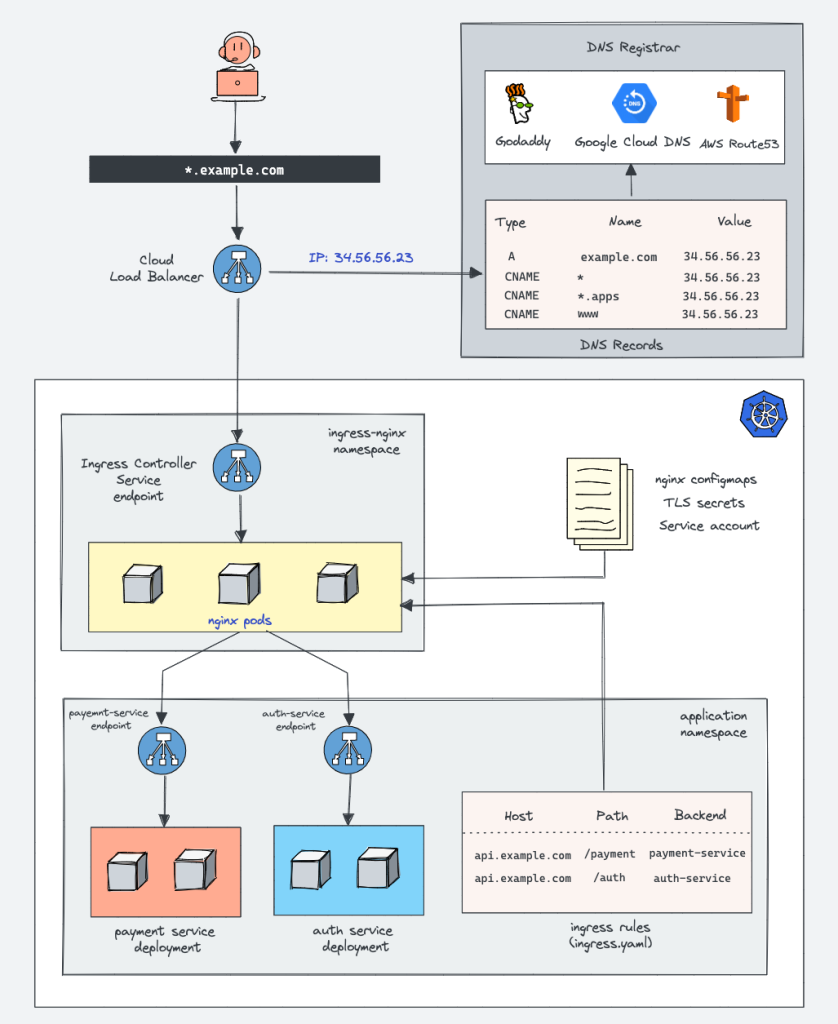 DNS Registrar
Godaddy
Google Cloud DNS
AWS Route53
DNS
*.example.com
Cloud
Load Balancer
IP: 34.56.56.23
Type Name Value
A example.com 34.56.56.23
CNAME * 34.56.56.23
CNAME *.apps 34.56.56.23
CNAME www 34.56.56.23
DNS Records
ingress-nginx
namespace
Ingress Controller
Service
endpoint
nginx configmaps
TLS secrets
Service account
nginx pods
payemnt-service
endpoint
auth-service
endpoint
application
namespace
Host Path Backend
api.example.com /payment payment-service
api.example.com /auth auth-service
payment service
deployment
auth service
deployment
ingress rules
(ingress.yaml)